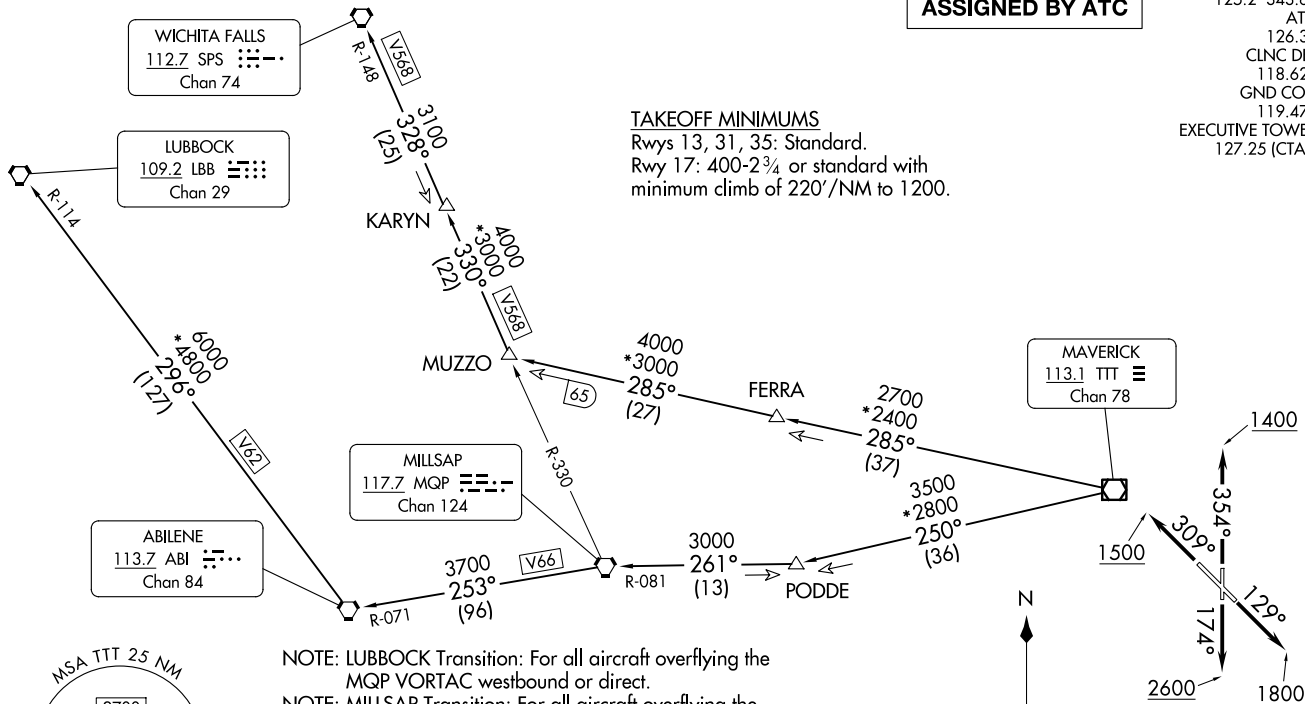 ASSIGNED BY ATC
126.3
CLNC DE
118.62
GND CO
119.47
EXECUTIVE TOWE
127.25 (CTA
WICHITA FALLS
112.7 SPS
Chan 74
R-148
V568
3100
328°
(25)
TAKEOFF MINIMUMS
Rwys 13, 31, 35: Standard.
Rwy 17: 400-2¾ or standard with
minimum climb of 220'/NM to 1200.
LUBBOCK
109.2 LBB
Chan 29
R-114
KARYN
4000
*3000
330°
(22)
V568
6000
*4800
296°
(127)
V62
MUZZO
4000
*3000
285°
(27)
65
FERRA
2700
*2400
285°
(37)
MAVERICK
113.1 TTT
Chan 78
1400
354°
R-330
MILLSAP
117.7 MQP
Chan 124
3500
*2800
250°
(36)
1500
309°
129°
174°
2600
1800
ABILENE
113.7 ABI
Chan 84
3700
V66
253°
(96)
R-071
3000
261°
(13)
R-081
PODDE
N
MSA TTT 25 NM
NOTE: LUBBOCK Transition: For all aircraft overflying the
MQP VORTAC westbound or direct.
NOTE: MILLSAP Transition: For all aircraft overflying the